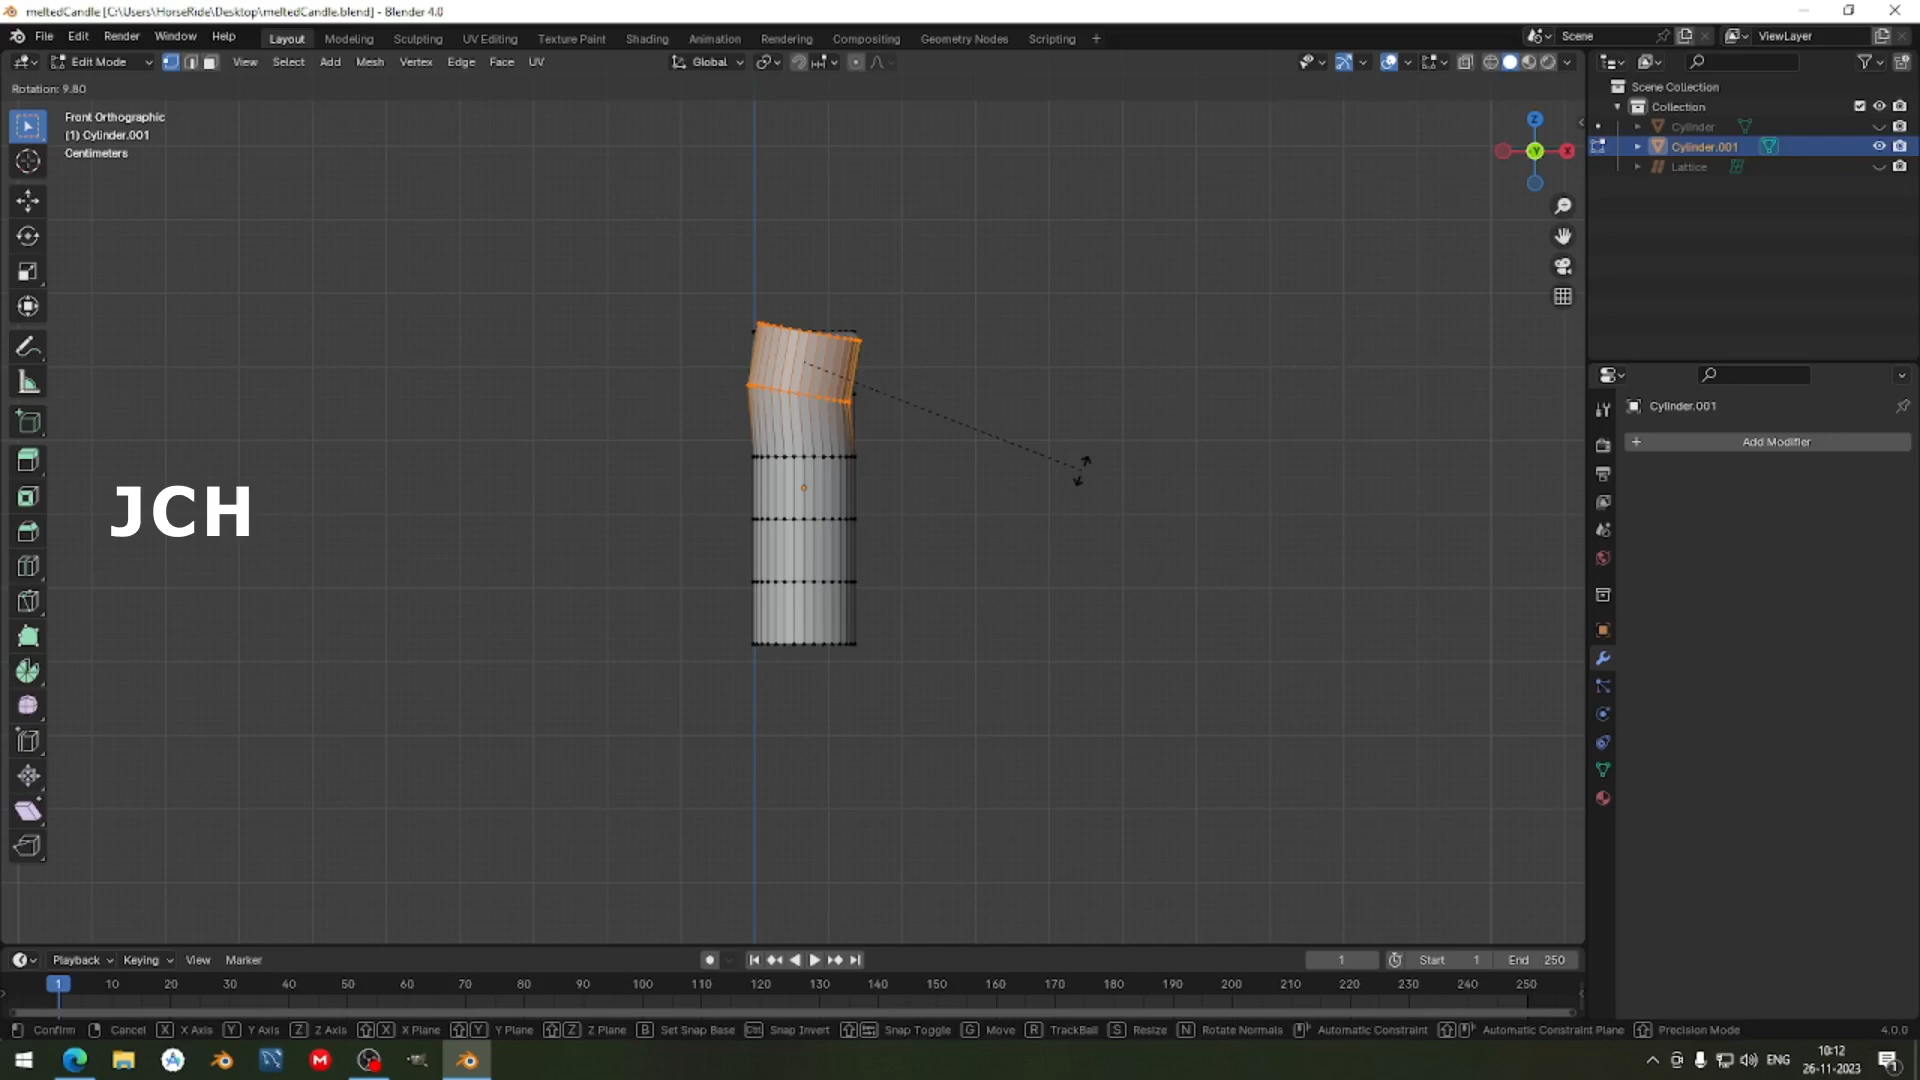 meltedCandle [C:\Users\HorseRide\Desktop\meltedCandle.blend] - Blender 4.0
File Edit Render Window Help Layout Modeling Sculpting UV Editing Texture Paint Shading Animation Rendering Compositing Geometry Nodes Scripting + Scene ViewLayer
Edit Mode View Select Add Mesh Vertex Edge Face UV Global
Rotation: 9.80
Scene Collection
Collection
Front Orthographic
(1) Cylinder.001
Centimeters
Cylinder
Cylinder.001
Lattice
Z
Y
X
Cylinder.001
+ Add Modifier
JCH
Playback Keying View Marker 1 Start 1 End 250
1 10 20 30 40 50 60 70 80 90 100 110 120 130 140 150 160 170 180 190 200 210 220 230 240 250
Confirm Cancel X X Axis Y Y Axis Z Z Axis X X Plane Y Y Plane Z Z Plane B Set Snap Base Ctrl Snap Invert Snap Toggle G Move R TrackBall S Resize N Rotate Normals Automatic Constraint Automatic Constraint Plane Precision Mode 4.0.0
ENG
10:12
26-11-2023
1